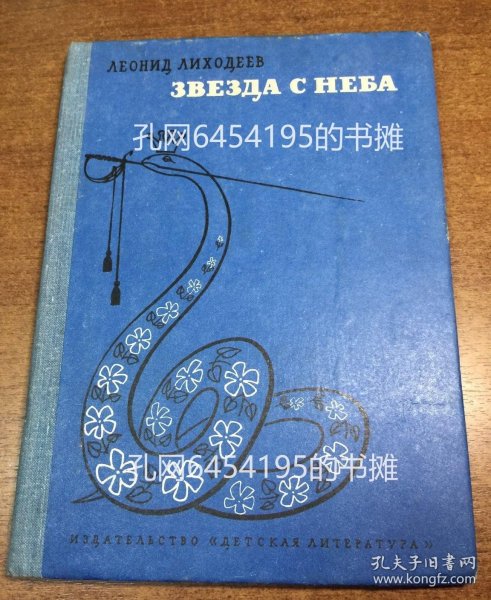 ЛЕОНИД ЛИХОДЕЕВ
ЗВЕЗДА С НЕБА
孔网6454195的书摊
孔网6454195的书摊
ИЗДАТЕЛЬСТВО «ДЕТСКАЯ ЛИТЕРАТУРА»
孔夫子旧书网
www.kongfz.com